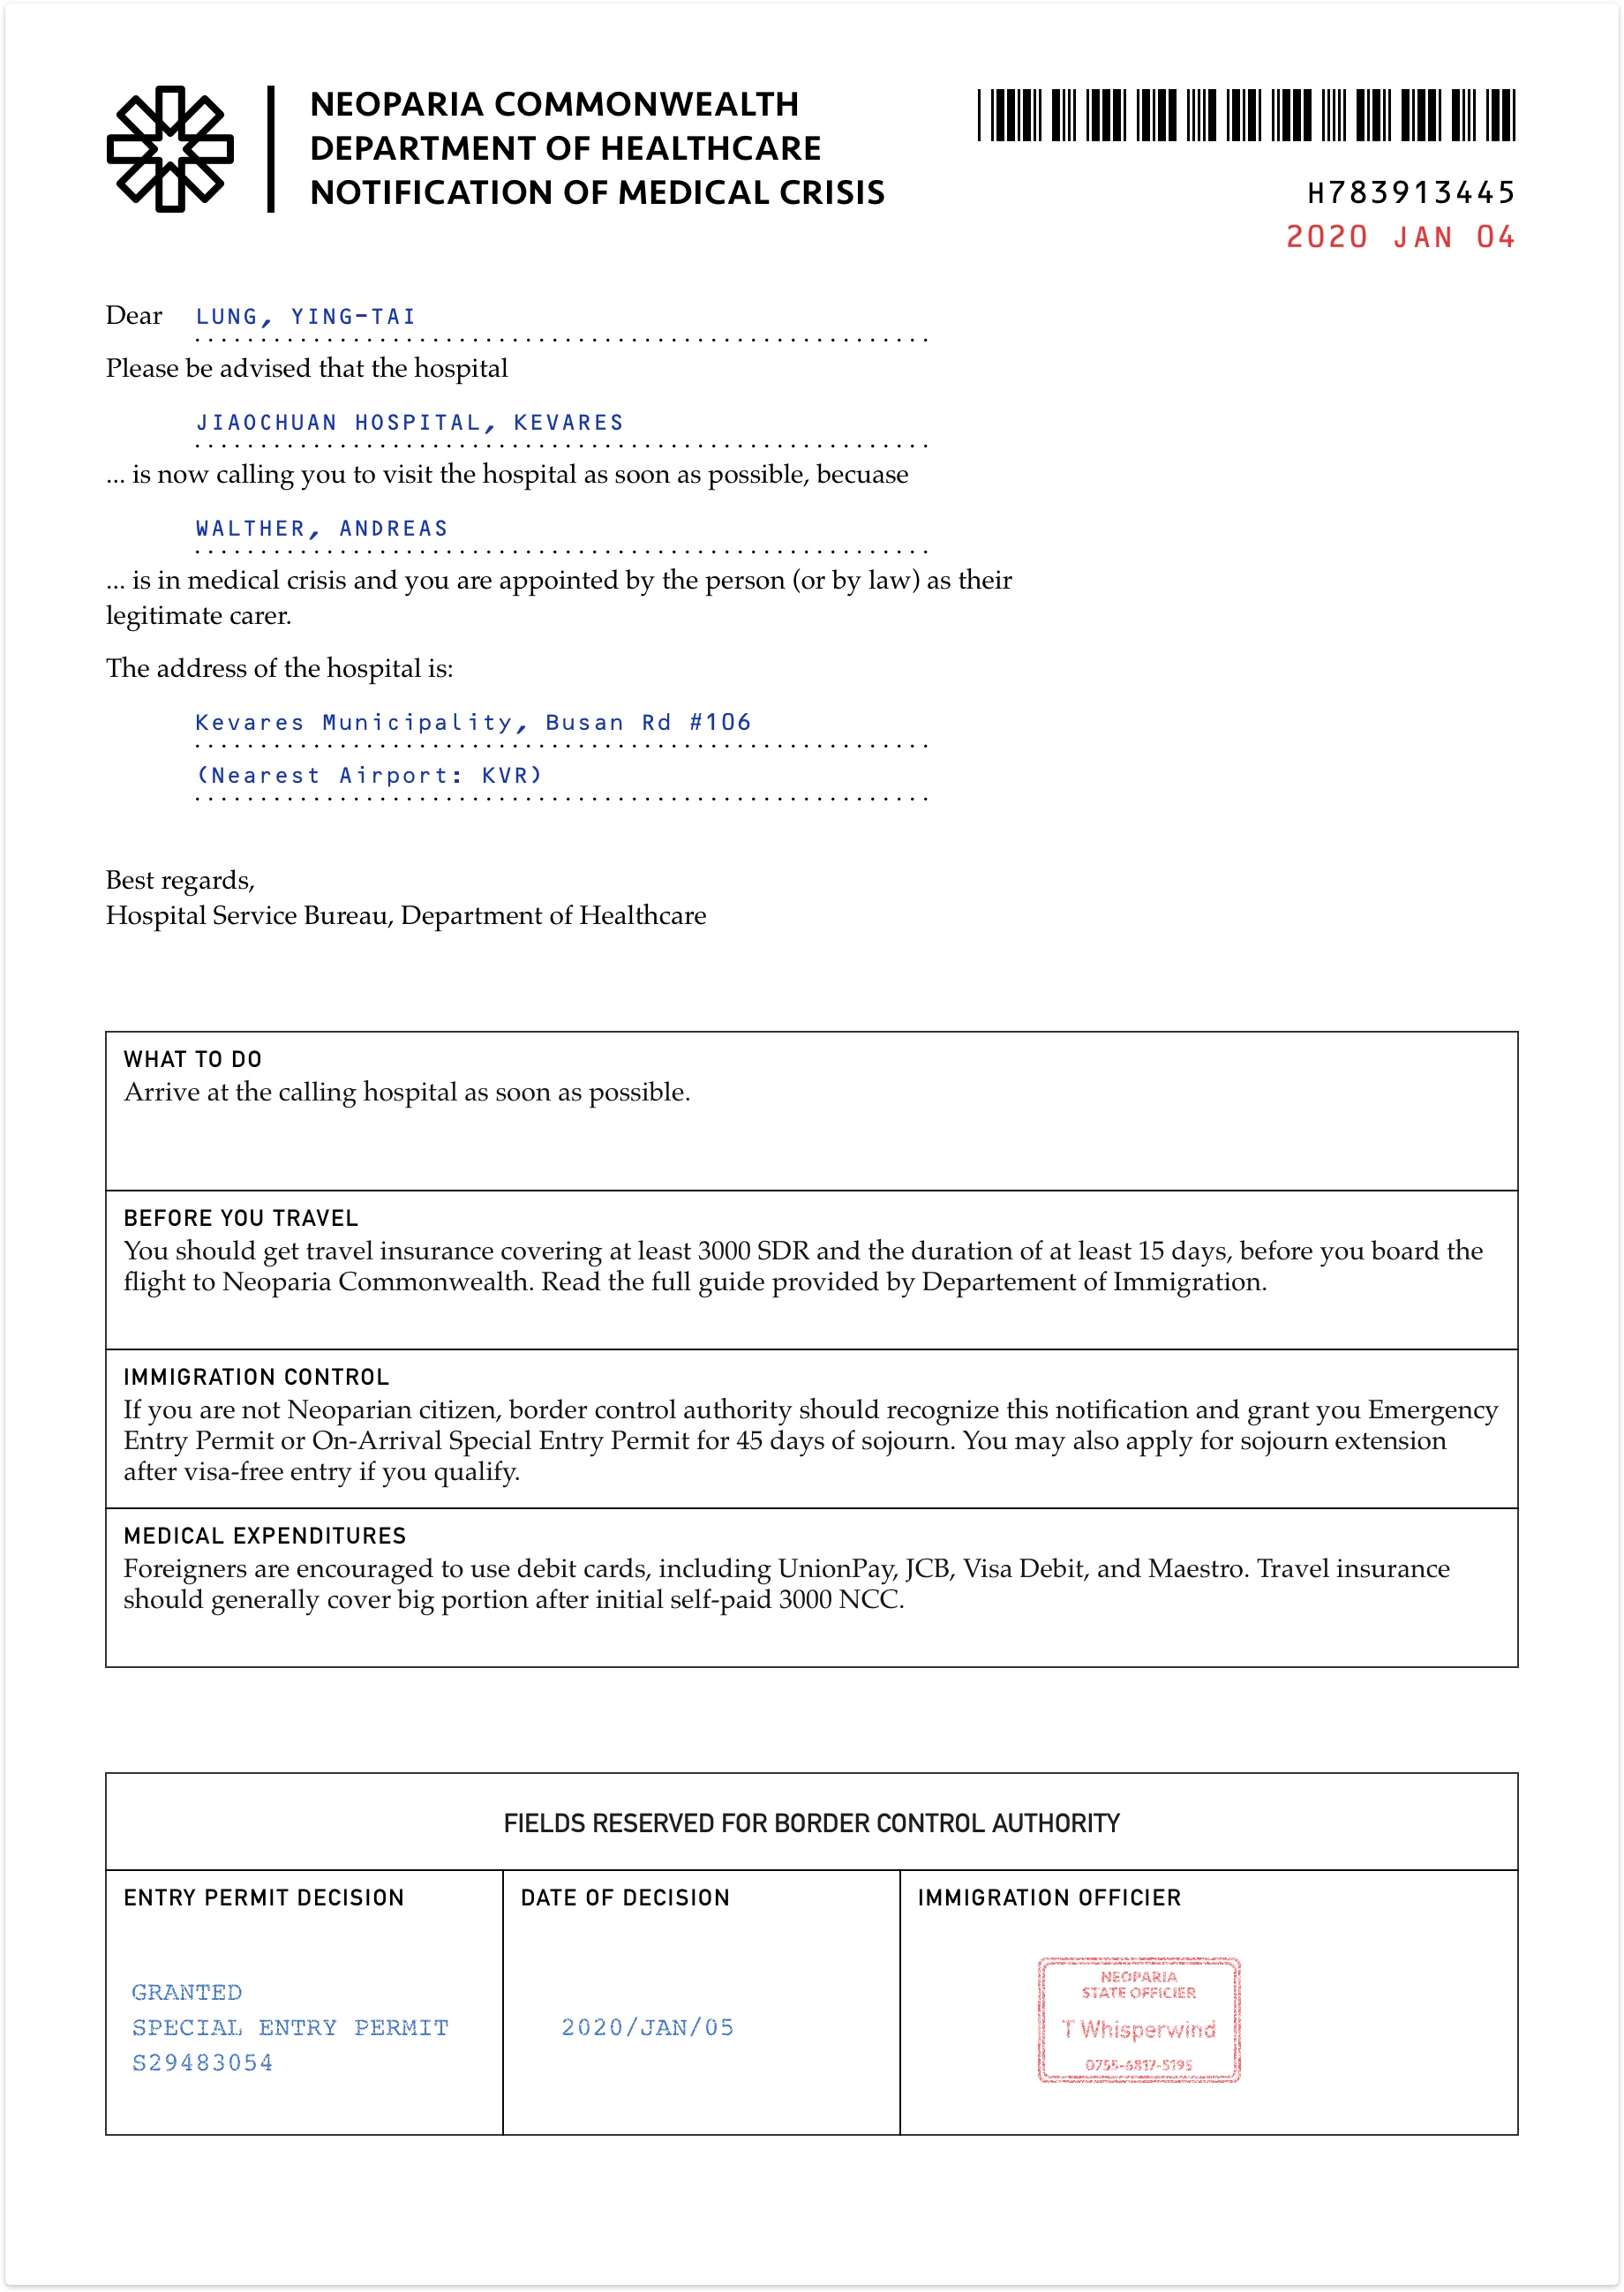 NEOPARIA COMMONWEALTH
DEPARTMENT OF HEALTHCARE
NOTIFICATION OF MEDICAL CRISIS
H783913445
2020 JAN 04
Dear LUNG, YING-TAI
Please be advised that the hospital
JIAOCHUAN HOSPITAL, KEVARES
... is now calling you to visit the hospital as soon as possible, becuase
WALTHER, ANDREAS
... is in medical crisis and you are appointed by the person (or by law) as their
legitimate carer.
The address of the hospital is:
Kevares Municipality, Busan Rd #106
(Nearest Airport: KVR)
Best regards,
Hospital Service Bureau, Department of Healthcare
WHAT TO DO
Arrive at the calling hospital as soon as possible.
BEFORE YOU TRAVEL
You should get travel insurance covering at least 3000 SDR and the duration of at least 15 days, before you board the
flight to Neoparia Commonwealth. Read the full guide provided by Departement of Immigration.
IMMIGRATION CONTROL
If you are not Neoparian citizen, border control authority should recognize this notification and grant you Emergency
Entry Permit or On-Arrival Special Entry Permit for 45 days of sojourn. You may also apply for sojourn extension
after visa-free entry if you qualify.
MEDICAL EXPENDITURES
Foreigners are encouraged to use debit cards, including UnionPay, JCB, Visa Debit, and Maestro. Travel insurance
should generally cover big portion after initial self-paid 3000 NCC.
FIELDS RESERVED FOR BORDER CONTROL AUTHORITY
ENTRY PERMIT DECISION
GRANTED
SPECIAL ENTRY PERMIT
S29483054
DATE OF DECISION
2020/JAN/05
IMMIGRATION OFFICIER
NEOPARIA
STATE OFFICIER
T Whisperwind
0755-6817-5195